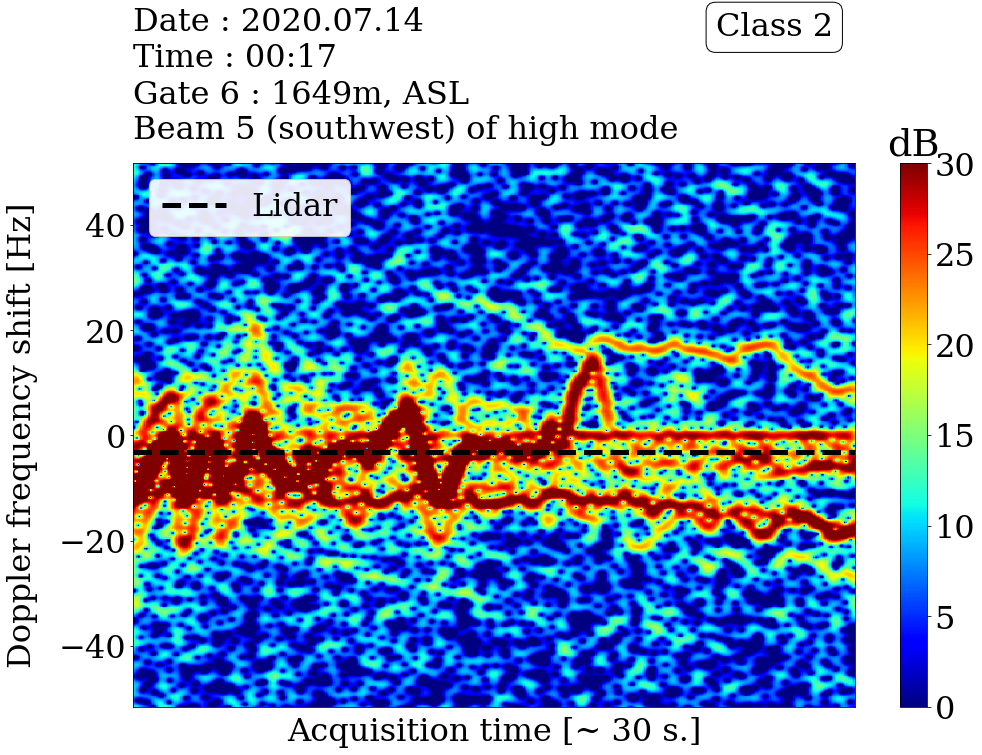 Date : 2020.07.14
Time : 00:17
Gate 6 : 1649m, ASL
Beam 5 (southwest) of high mode
Class 2
dB
Lidar
Doppler frequency shift [Hz]
40
20
0
−20
−40
Acquisition time [~ 30 s.]
30
25
20
15
10
5
0